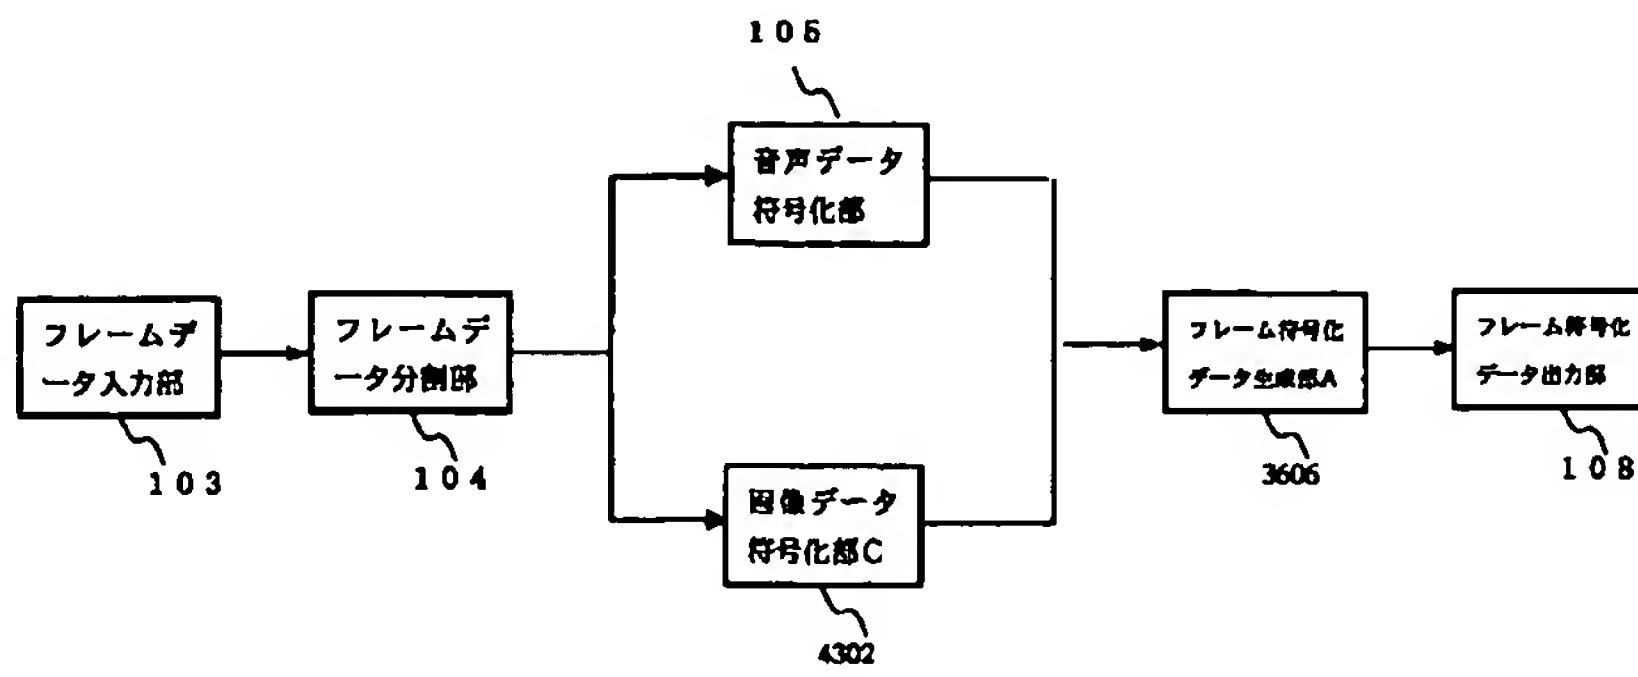 105
音声データ
符号化部
フレームデ
ータ入力部
103
フレームデ
ータ分割部
104
画像データ
符号化部C
4302
フレーム符号化
データ生成部A
3606
フレーム符号化
データ出力部
108